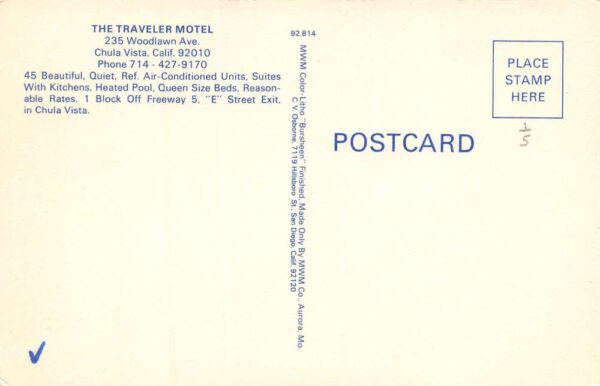 THE TRAVELER MOTEL
235 Woodlawn Ave.
Chula Vista, Calif. 92010
Phone 714 - 427-9170
45 Beautiful, Quiet, Ref. Air-Conditioned Units, Suites
With Kitchens, Heated Pool, Queen Size Beds, Reason-
able Rates. 1 Block Off Freeway 5, "E" Street Exit,
in Chula Vista.
92,814
MWM Color-Litho "Bursheen" Finished, Made Only By MWM Co., Aurora, Mo.
C. V. Osborne, 7119 Hillsboro St., San Diego, Calif. 92120
POSTCARD
PLACE
STAMP
HERE
1/5